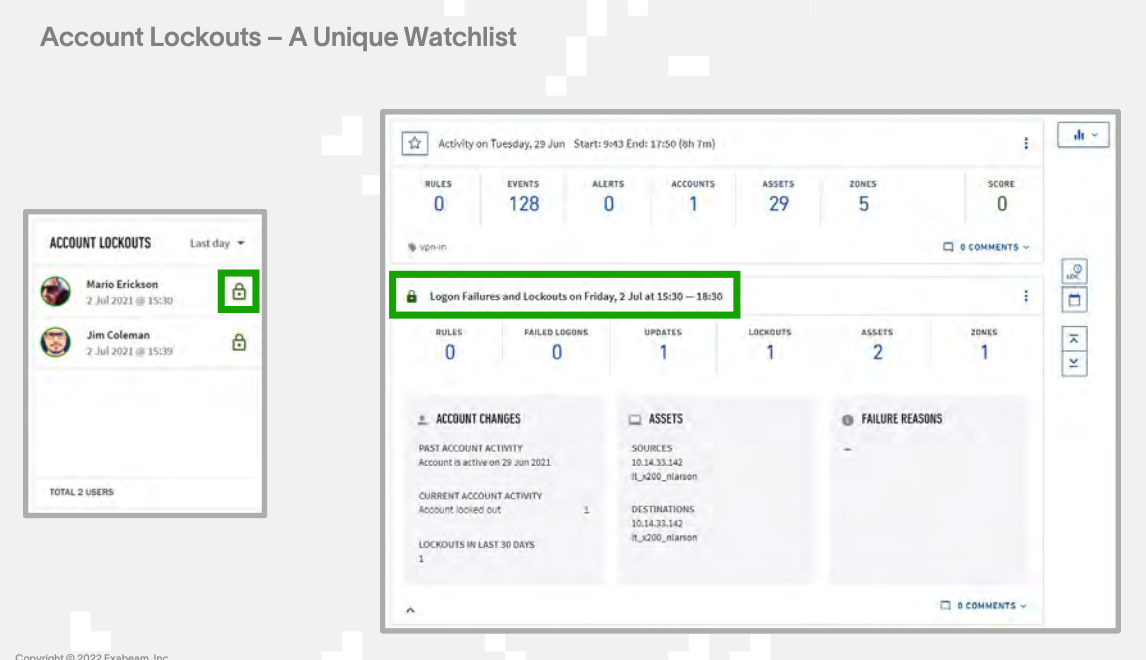 Account Lockouts – A Unique Watchlist
ACCOUNT LOCKOUTS Last day
Mario Erickson
2 Jul 2021 @ 15:30
Jim Coleman
2 Jul 2021 @ 15:39
TOTAL 2 USERS
Activity on Tuesday, 29 Jun Start: 9:43 End: 17:50 (8h 7m)
RULES EVENTS ALERTS ACCOUNTS ASSETS ZONES SCORE
0 128 0 1 29 5 0
vpn-in 0 COMMENTS
Logon Failures and Lockouts on Friday, 2 Jul at 15:30 — 18:30
RULES FAILED LOGONS UPDATES LOCKOUTS ASSETS ZONES
0 0 1 1 2 1
ACCOUNT CHANGES
PAST ACCOUNT ACTIVITY
Account is active on 29 Jun 2021
CURRENT ACCOUNT ACTIVITY
Account locked out 1
LOCKOUTS IN LAST 30 DAYS
1
ASSETS
SOURCES
10.14.33.142
lt_x200_nlarson
DESTINATIONS
10.14.33.142
lt_x200_nlarson
FAILURE REASONS
–
0 COMMENTS
LOC
Copyright © 2022 Exabeam, Inc